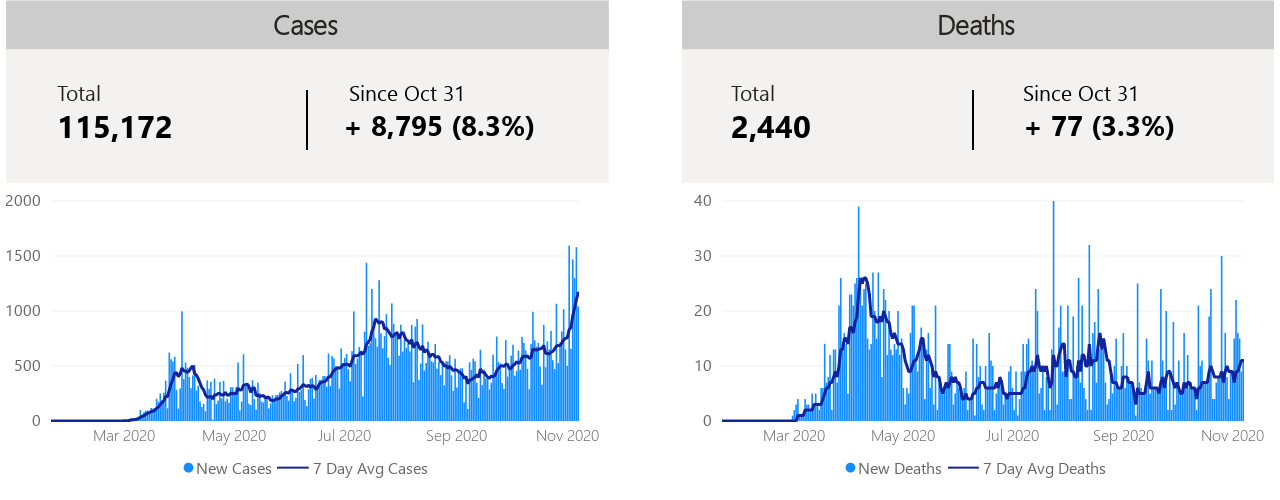 Cases
Total
115,172
Since Oct 31
+ 8,795 (8.3%)
2000
1500
1000
500
0
Mar 2020 May 2020 Jul 2020 Sep 2020 Nov 2020
New Cases 7 Day Avg Cases
Deaths
Total
2,440
Since Oct 31
+ 77 (3.3%)
40
30
20
10
0
Mar 2020 May 2020 Jul 2020 Sep 2020 Nov 2020
New Deaths 7 Day Avg Deaths